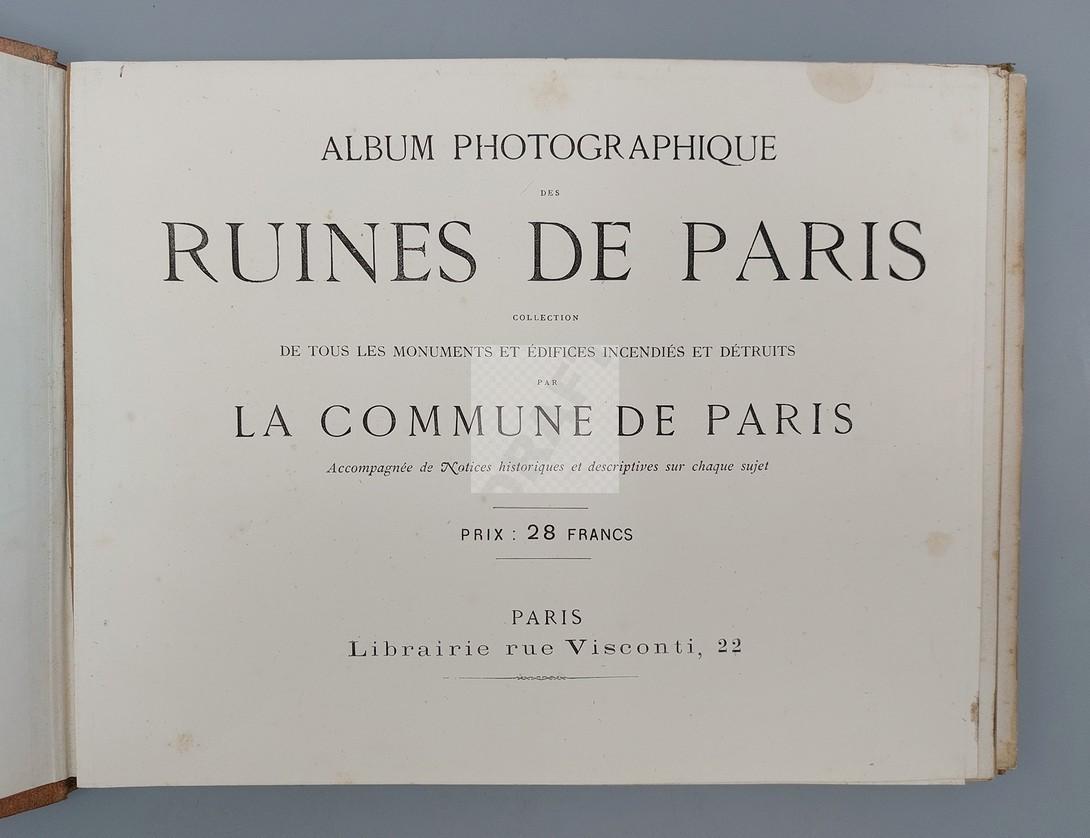 ALBUM PHOTOGRAPHIQUE
DES
RUINES DE PARIS
COLLECTION
DE TOUS LES MONUMENTS ET ÉDIFICES INCENDIÉS ET DÉTRUITS
PAR
LA COMMUNE DE PARIS
Accompagnée de Notices historiques et descriptives sur chaque sujet
PRIX : 28 FRANCS
PARIS
Librairie rue Visconti, 22